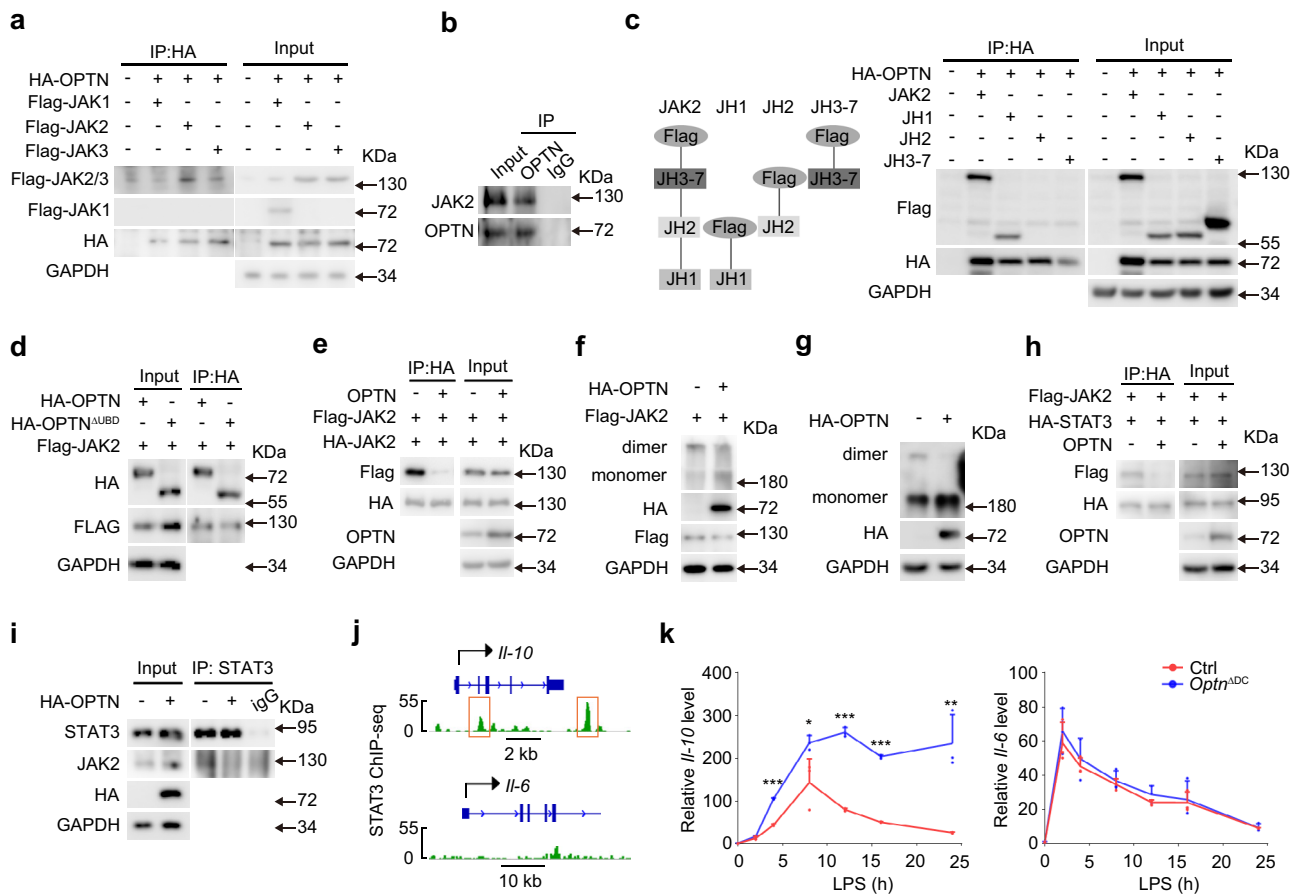 a
IP:HA Input
HA-OPTN - + + + - + + +
Flag-JAK1 - + - - - + - -
Flag-JAK2 - - + - - - + -
Flag-JAK3 - - - + - - - +
KDa
Flag-JAK2/3 130
Flag-JAK1 72
HA 72
GAPDH 34
b
IP
Input OPTN IgG
KDa
JAK2 130
OPTN 72
c
JAK2 JH1 JH2 JH3-7
Flag Flag
JH3-7 Flag JH3-7
JH2 Flag JH2
JH1 JH1
IP:HA Input
HA-OPTN - + + + + - + + + +
JAK2 - + - - - - + - - -
JH1 - - + - - - - + - -
JH2 - - - + - - - - + -
JH3-7 - - - - + - - - - +
KDa
130
Flag
55
HA 72
GAPDH 34
d
Input IP:HA
HA-OPTN + - + -
HA-OPTNΔUBD - + - +
Flag-JAK2 + + + +
KDa
HA 72
55
FLAG 130
GAPDH 34
e
IP:HA Input
OPTN - + - +
Flag-JAK2 + + + +
HA-JAK2 + + + +
KDa
Flag 130
HA 130
OPTN 72
GAPDH 34
f
HA-OPTN - +
Flag-JAK2 + +
KDa
dimer
monomer 180
HA 72
Flag 130
GAPDH 34
g
HA-OPTN - +
KDa
dimer
monomer 180
HA 72
GAPDH 34
h
IP:HA Input
Flag-JAK2 + + + +
HA-STAT3 + + + +
OPTN - + - +
KDa
Flag 130
HA 95
OPTN 72
GAPDH 34
i
Input IP: STAT3
HA-OPTN - + - + igG
KDa
STAT3 95
JAK2 130
HA 72
GAPDH 34
j
Il-10
55
0
2 kb
STAT3 ChIP-seq
Il-6
55
0
10 kb
k
Relative Il-10 level
400
300
200
100
0
*** * *** *** **
0 5 10 15 20 25
LPS (h)
Relative Il-6 level
100
80
60
40
20
0
0 5 10 15 20 25
LPS (h)
Ctrl
OptnΔDC